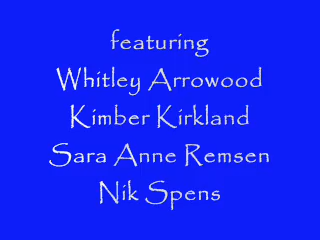 featuring
Whitley Arrowood
Kimber Kirkland
Sara Anne Remsen
Nik Spens